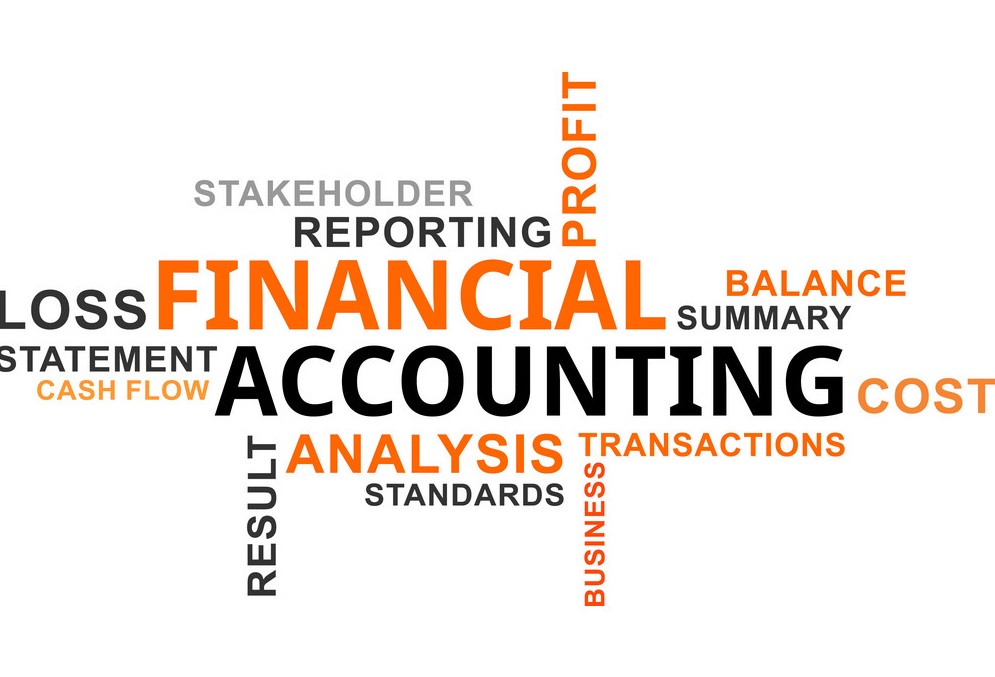 PROFIT
STAKEHOLDER
REPORTING
LOSS
FINANCIAL
BALANCE
SUMMARY
STATEMENT
CASH FLOW
ACCOUNTING
COST
RESULT
ANALYSIS
TRANSACTIONS
STANDARDS
BUSINESS